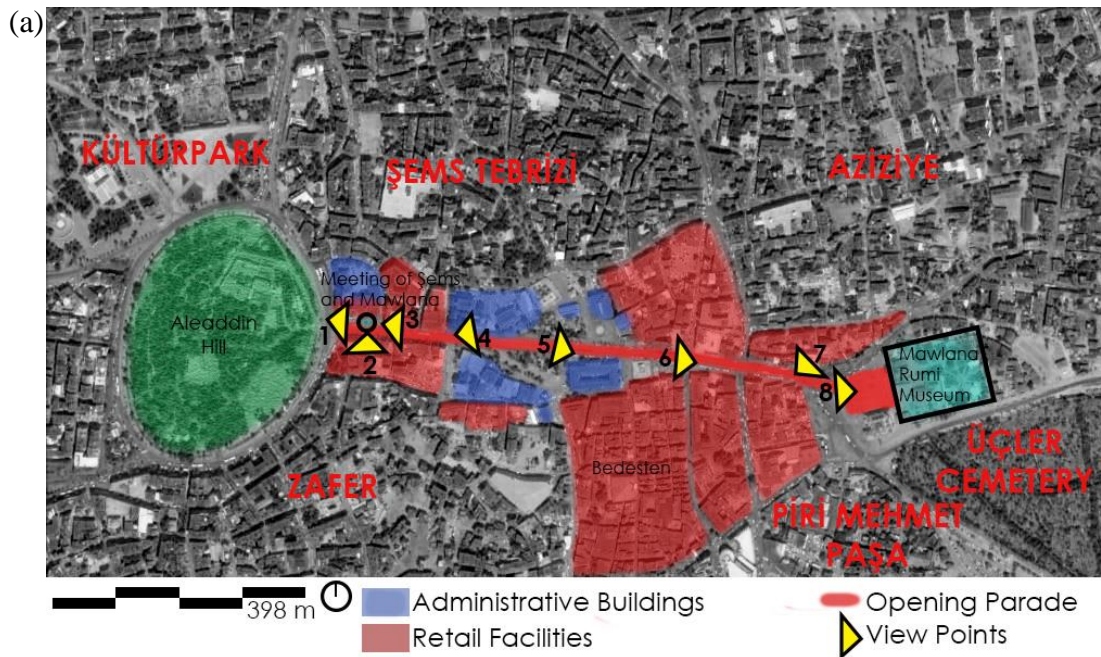 (a)
KÜLTÜRPARK
ŞEMS TEBRİZİ
AZİZİYE
Meeting of Şems
and Mawlana
Aleaddin
Hill
1
2
3
4
5
6
7
8
Mawlana
Rumi
Museum
Bedesten
ZAFER
ÜÇLER
CEMETERY
PİRİ MEHMET
PAŞA
398 m
Administrative Buildings
Retail Facilities
Opening Parade
View Points